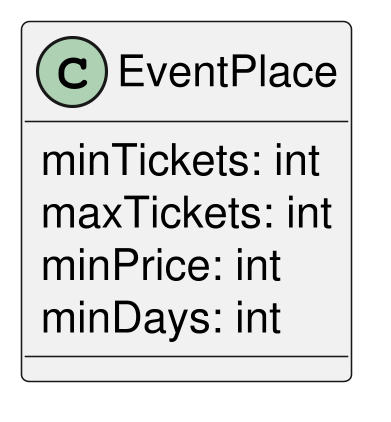 C EventPlace
minTickets: int
maxTickets: int
minPrice: int
minDays: int